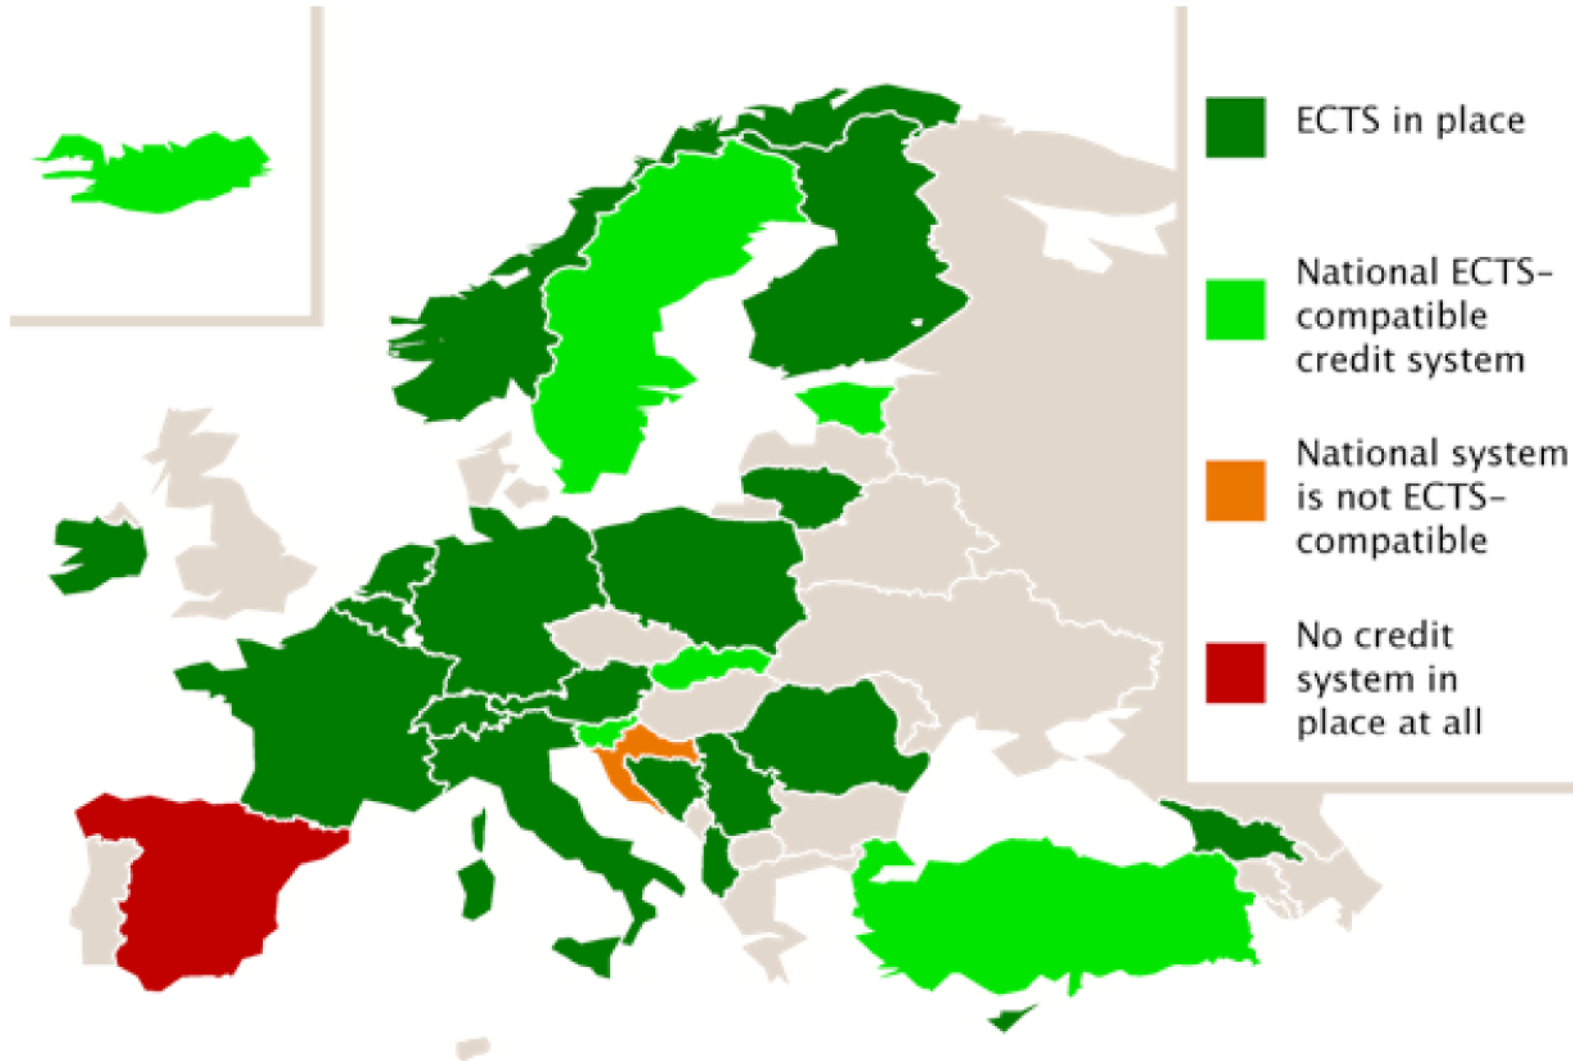 ECTS in place
National ECTS-
compatible
credit system
National system
is not ECTS-
compatible
No credit
system in
place at all